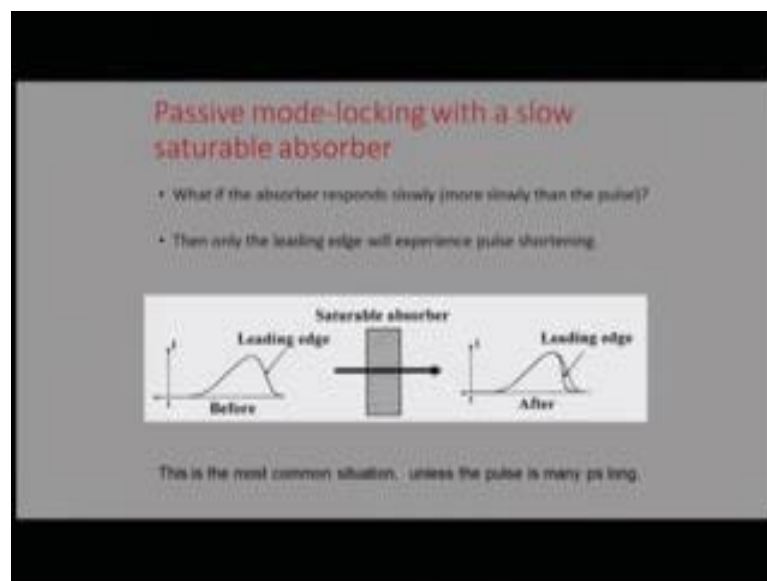 Passive mode-locking with a slow
saturable absorber
• What if the absorber responds slowly (more slowly than the pulse)?
• Then only the leading edge will experience pulse shortening.
Saturable absorber
I
Leading edge
I
Leading edge
Before
After
This is the most common situation, unless the pulse is many ps long.